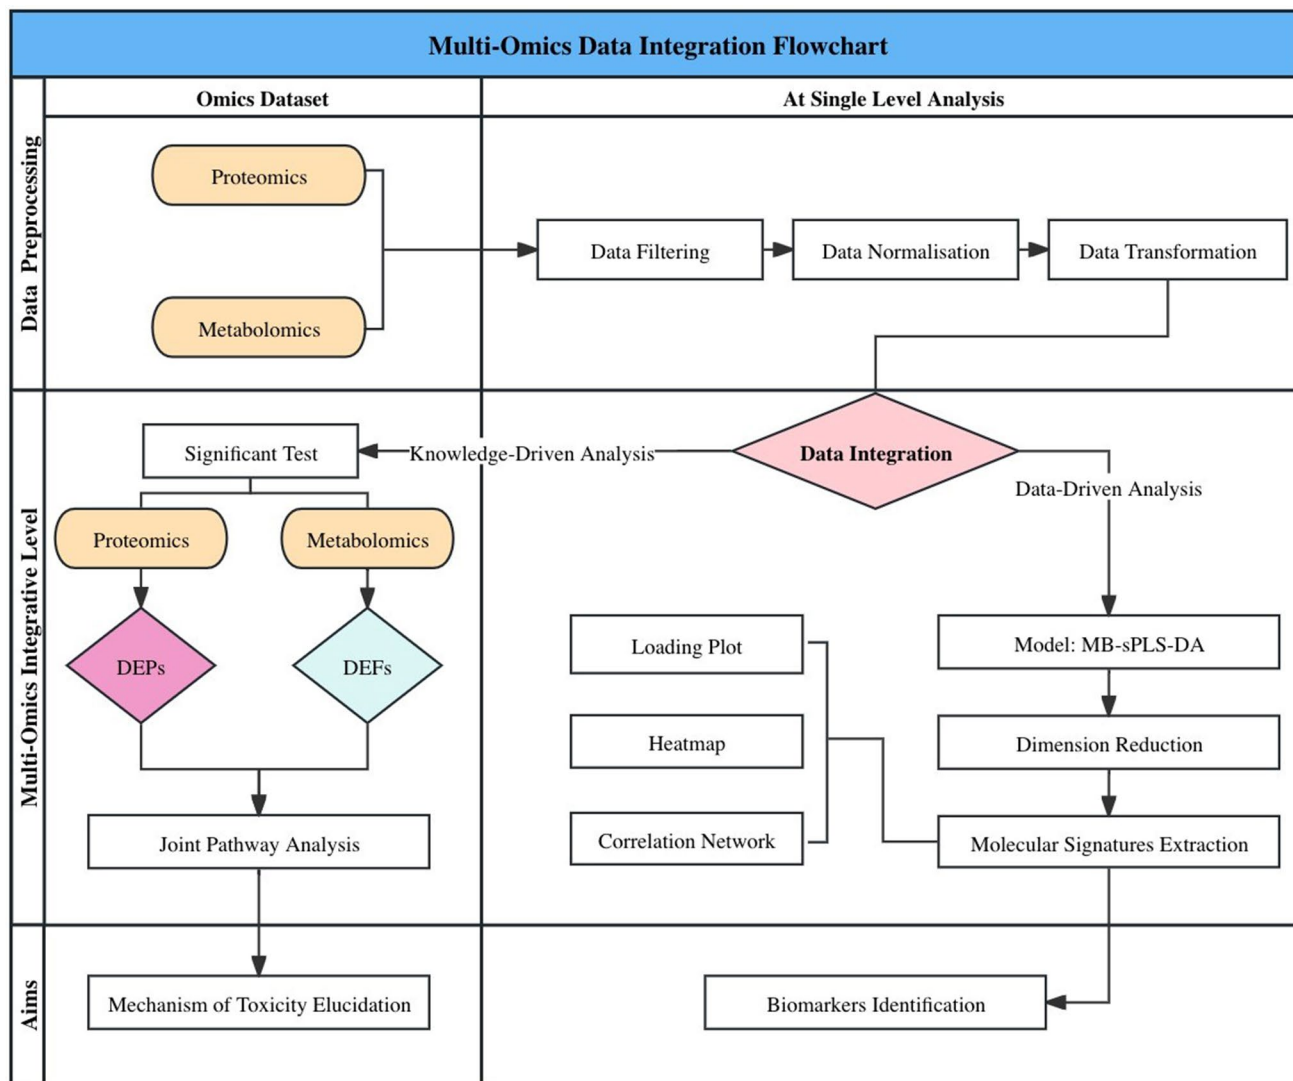 Multi-Omics Data Integration Flowchart
Omics Dataset
At Single Level Analysis
Data Preprocessing
Proteomics
Metabolomics
Data Filtering
Data Normalisation
Data Transformation
Multi-Omics Integrative Level
Significant Test
Knowledge-Driven Analysis
Data Integration
Data-Driven Analysis
Proteomics
Metabolomics
DEPs
DEFs
Joint Pathway Analysis
Loading Plot
Heatmap
Correlation Network
Model: MB-sPLS-DA
Dimension Reduction
Molecular Signatures Extraction
Aims
Mechanism of Toxicity Elucidation
Biomarkers Identification